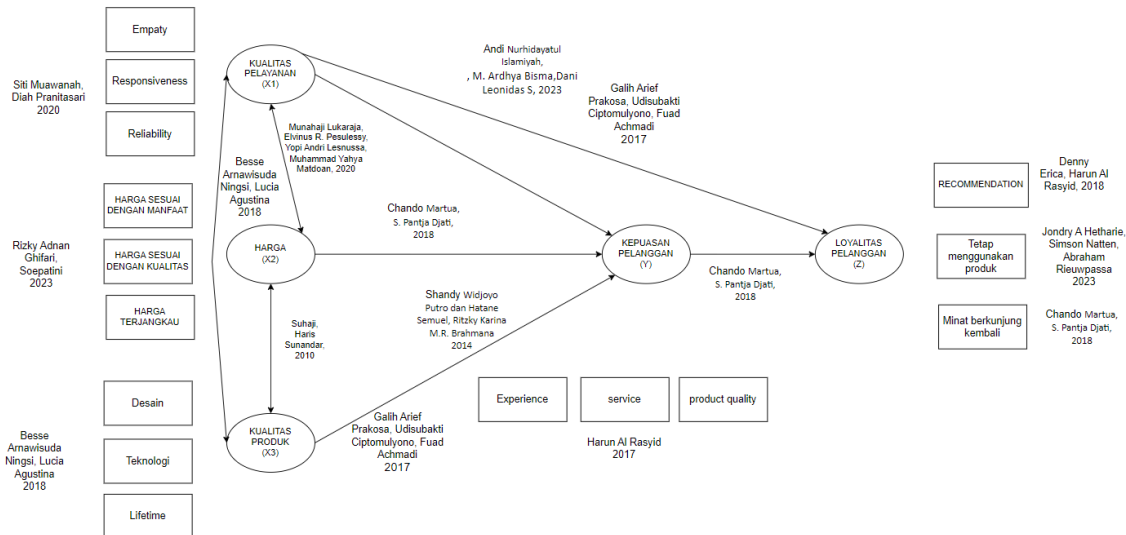 Empaty
Siti Muawanah,
Diah Pranitasari
2020
Responsiveness
Reliability
KUALITAS
PELAYANAN
(X1)
Andi Nurhidayatul
Islamiyah,
, M. Ardhya Bisma,Dani
Leonidas S, 2023
Galih Arief
Prakosa, Udisubakti
Ciptomulyono, Fuad
Achmadi
2017
Munahaji Lukaraja,
Elvinus R. Pesulessy,
Yopi Andri Lesnussa,
Muhammad Yahya
Matdoan, 2020
Besse
Arnawisuda
Ningsi, Lucia
Agustina
2018
HARGA SESUAI
DENGAN MANFAAT
Rizky Adnan
Ghifari,
Soepatini
2023
HARGA SESUAI
DENGAN KUALITAS
HARGA
TERJANGKAU
HARGA
(X2)
Chando Martua,
S. Pantja Djati,
2018
KEPUASAN
PELANGGAN
(Y)
Chando Martua,
S. Pantja Djati,
2018
LOYALITAS
PELANGGAN
(Z)
RECOMMENDATION
Denny
Erica, Harun Al
Rasyid, 2018
Tetap
menggunakan
produk
Jondry A Hetharie,
Simson Natten,
Abraham
Rieuwpassa
2023
Minat berkunjung
kembali
Chando Martua,
S. Pantja Djati,
2018
Suhaji,
Haris
Sunandar,
2010
Shandy Widjoyo
Putro dan Hatane
Semuel, Ritzky Karina
M.R. Brahmana
2014
Desain
Besse
Arnawisuda
Ningsi, Lucia
Agustina
2018
Teknologi
Lifetime
KUALITAS
PRODUK
(X3)
Galih Arief
Prakosa, Udisubakti
Ciptomulyono, Fuad
Achmadi
2017
Experience
service
product quality
Harun Al Rasyid
2017